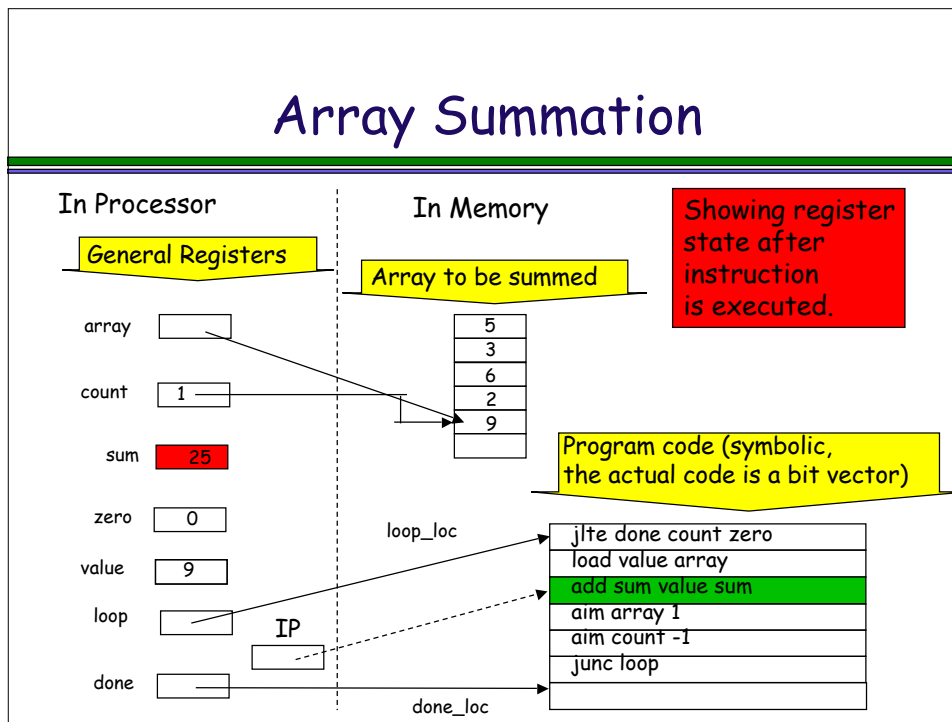 Array Summation
In Processor
In Memory
Showing register
state after
instruction
is executed.
General Registers
Array to be summed
array
count
1
sum
25
zero
0
value
9
loop
IP
done
5
3
6
2
9
Program code (symbolic,
the actual code is a bit vector)
loop_loc
jlte done count zero
load value array
add sum value sum
aim array 1
aim count -1
junc loop
done_loc